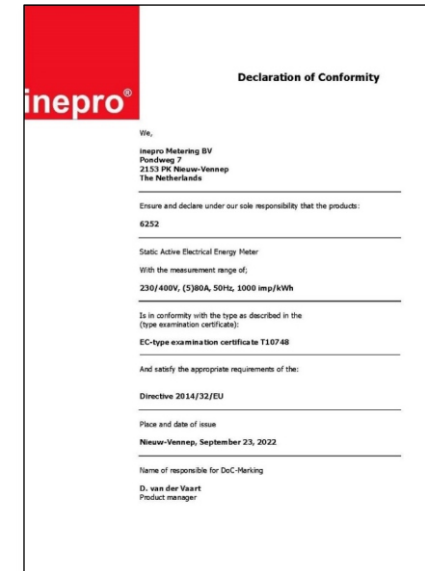 inepro®
Declaration of Conformity
We,
inepro Metering BV
Pondweg 7
2153 PK Nieuw-Vennep
The Netherlands
Ensure and declare under our sole responsibility that the products:
6252
Static Active Electrical Energy Meter
With the measurement range of;
230/400V, (5)80A, 50Hz, 1000 imp/kWh
Is in conformity with the type as described in the
(type examination certificate):
EC-type examination certificate T10748
And satisfy the appropriate requirements of the:
Directive 2014/32/EU
Place and date of issue
Nieuw-Vennep, September 23, 2022
Name of responsible for DoC-Marking
D. van der Vaart
Product manager